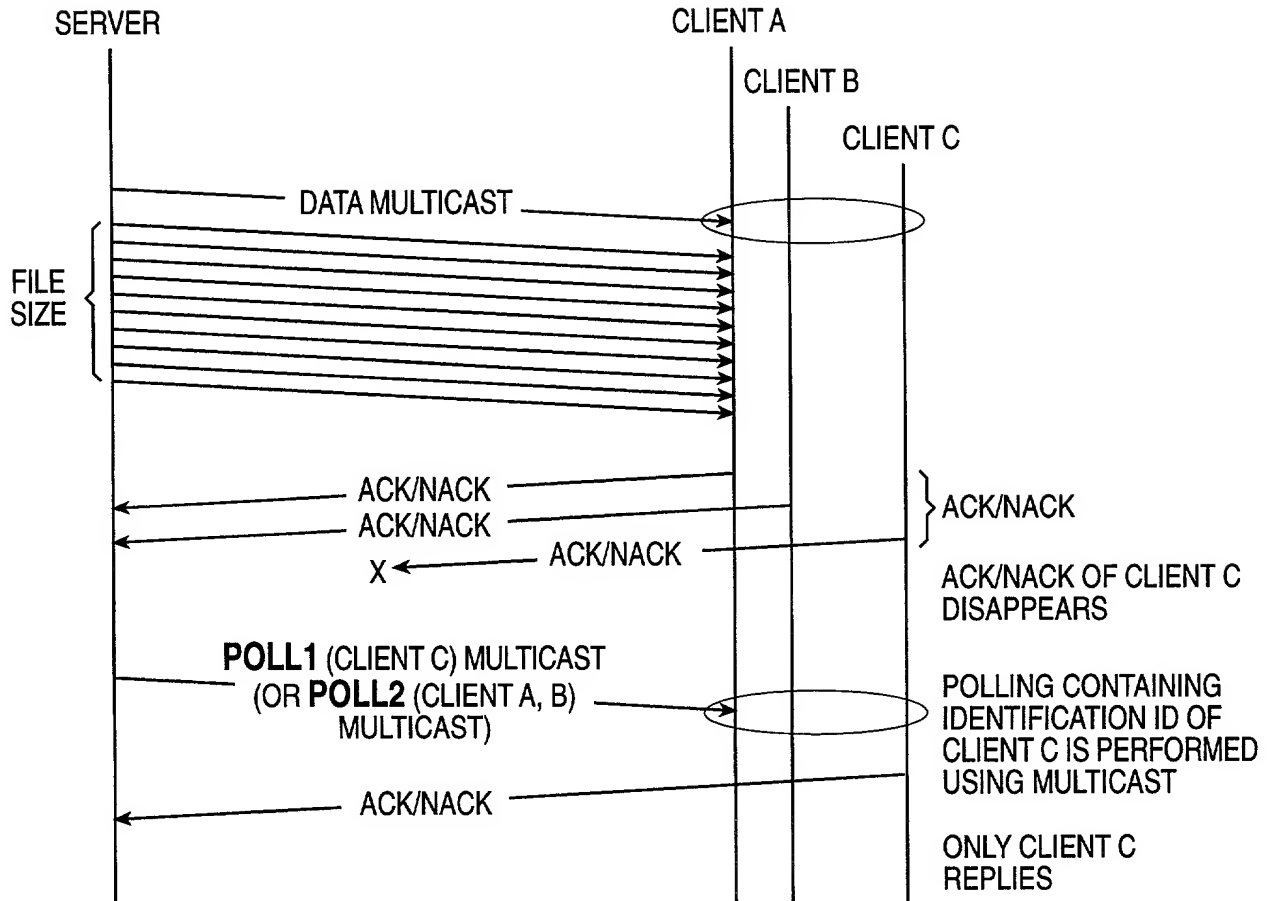 SERVER
CLIENT A
CLIENT B
CLIENT C
DATA MULTICAST
FILE
SIZE
ACK/NACK
ACK/NACK
ACK/NACK
X
ACK/NACK
ACK/NACK OF CLIENT C
DISAPPEARS
POLL1 (CLIENT C) MULTICAST
(OR POLL2 (CLIENT A, B)
MULTICAST)
POLLING CONTAINING
IDENTIFICATION ID OF
CLIENT C IS PERFORMED
USING MULTICAST
ACK/NACK
ONLY CLIENT C
REPLIES